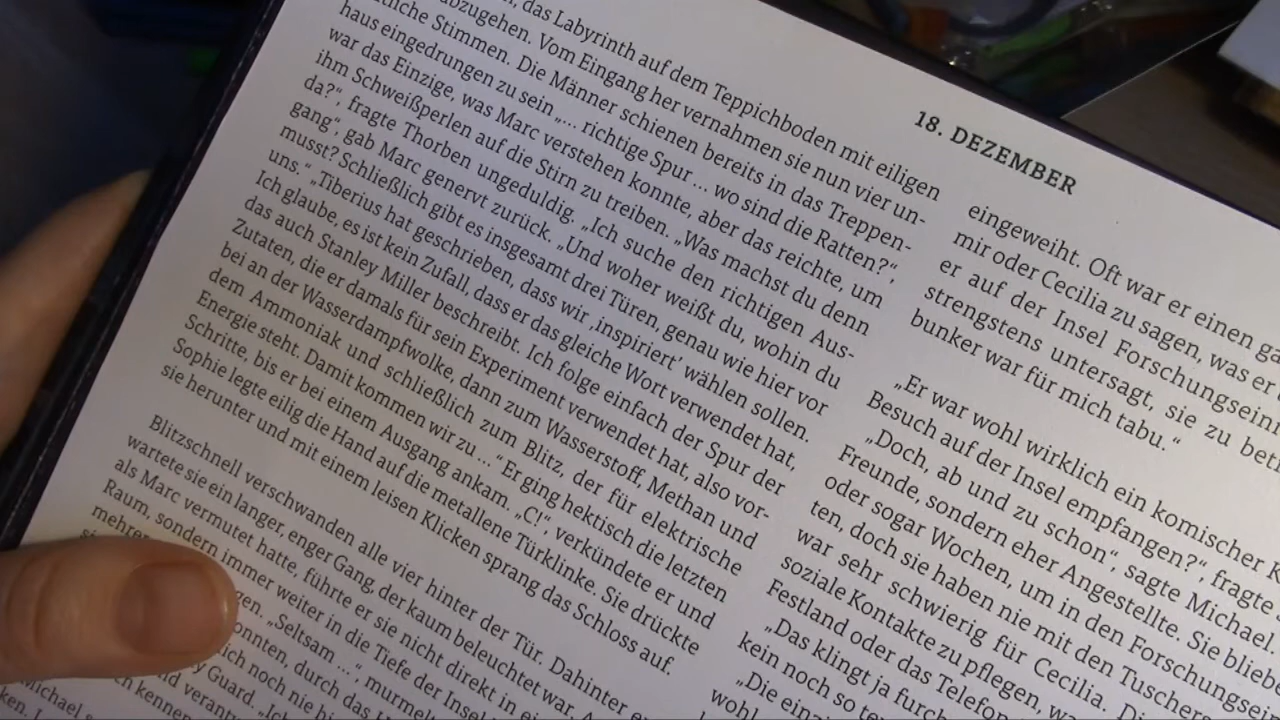 das Labyrinth auf dem Teppichboden mit eiligen
abzugehen. Vom Eingang her vernahmen sie nun vier un-
Stimmen. Die Männer schienen bereits in das Treppen-
haus eingedrungen zu sein „... richtige Spur ... wo sind die Ratten?“,
war das Einzige, was Marc verstehen konnte, aber das reichte, um
ihm Schweißperlen auf die Stirn zu treiben. „Was machst du denn
da?“, fragte Thorben ungeduldig. „Ich suche den richtigen Aus-
gang“, gab Marc genervt zurück. „Und woher weißt du, wohin du
musst? Schließlich gibt es insgesamt drei Türen, genau wie hier vor
uns.“ „Tiberius hat geschrieben, dass wir ‚inspiriert‘ wählen sollen.
Ich glaube, es ist kein Zufall, dass er das gleiche Wort verwendet hat,
das auch Stanley Miller beschreibt. Ich folge einfach der Spur der
Zutaten, die er damals für sein Experiment verwendet hat, also vor-
bei an der Wasserdampfwolke, dann zum Wasserstoff, Methan und
dem Ammoniak und schließlich zum Blitz, der für elektrische
Energie steht. Damit kommen wir zu ...“ Er ging hektisch die letzten
Schritte, bis er bei einem Ausgang ankam. „C!“, verkündete er und
Sophie legte eilig die Hand auf die metallene Türklinke. Sie drückte
sie herunter und mit einem leisen Klicken sprang das Schloss auf.
Blitzschnell verschwanden alle vier hinter der Tür. Dahinter
wartete sie ein langer, enger Gang, der kaum beleuchtet war.
als Marc vermutet hatte, führte er sie nicht direkt in
Raum, sondern immer weiter in die Tiefe der Insel
„Seltsam ...“,
durch das
noch nie
Guard. „Ich
18. DEZEMBER
eingeweiht. Oft war er einen
mir oder Cecilia zu sagen, was er
er auf der Insel
strengsten untersagt, sie zu
bunker war für mich tabu.“
„Er war wohl wirklich ein komischer
Besuch auf der Insel empfangen?“, fragte
„Doch, ab und zu schon“, sagte Michael.
Freunde, sondern eher Angestellte. Sie
oder sogar Wochen, um in den
ten, doch sie haben nie mit den
war sehr schwierig für Cecilia.
soziale Kontakte zu pflegen,
Festland oder das
„Das klingt ja
kein noch so
„Die
wohl